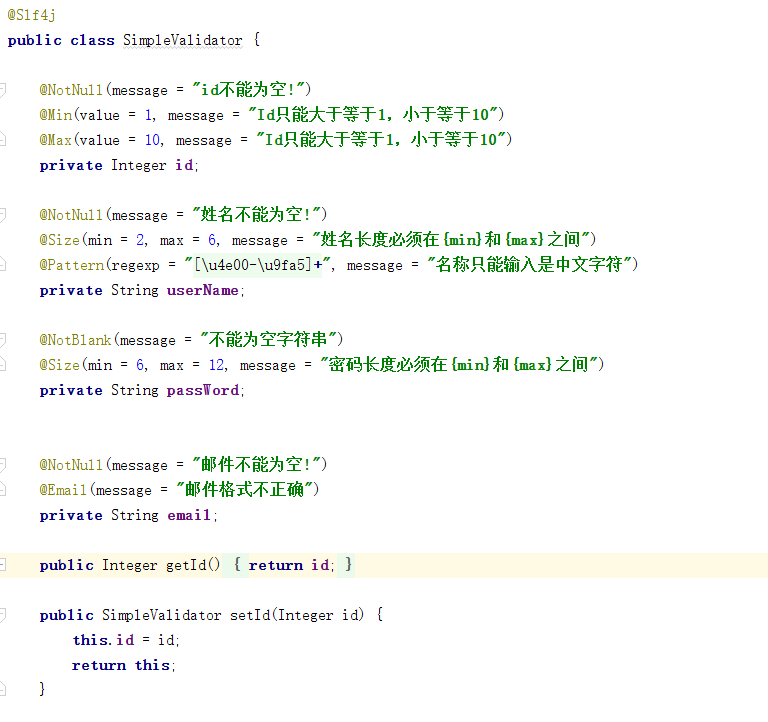 @Slf4j
public class SimpleValidator {
@NotNull(message = "id不能为空!")
@Min(value = 1, message = "Id只能大于等于1，小于等于10")
@Max(value = 10, message = "Id只能大于等于1，小于等于10")
private Integer id;
@NotNull(message = "姓名不能为空!")
@Size(min = 2, max = 6, message = "姓名长度必须在{min}和{max}之间")
@Pattern(regexp = "[\u4e00-\u9fa5]+", message = "名称只能输入是中文字符")
private String userName;
@NotBlank(message = "不能为空字符串")
@Size(min = 6, max = 12, message = "密码长度必须在{min}和{max}之间")
private String passWord;
@NotNull(message = "邮件不能为空!")
@Email(message = "邮件格式不正确")
private String email;
public Integer getId() { return id; }
public SimpleValidator setId(Integer id) {
this.id = id;
return this;
}